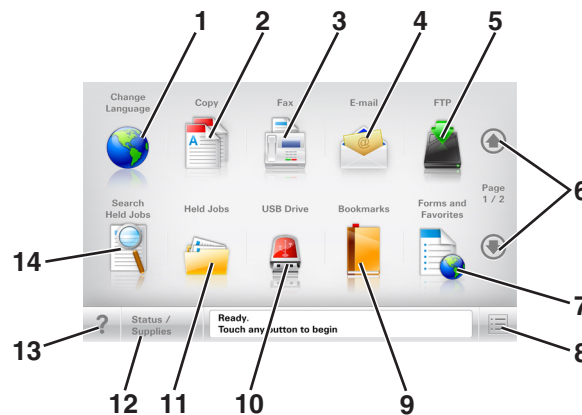 1 2 3 4 5
Change
Language
Copy
Fax
E-mail
FTP
A
@
6
Page
1 / 2
Search
Held Jobs
Held Jobs
USB Drive
Bookmarks
Forms and
Favorites
14
7
?
Status /
Supplies
Ready.
Touch any button to begin
8
13
12
11
10
9